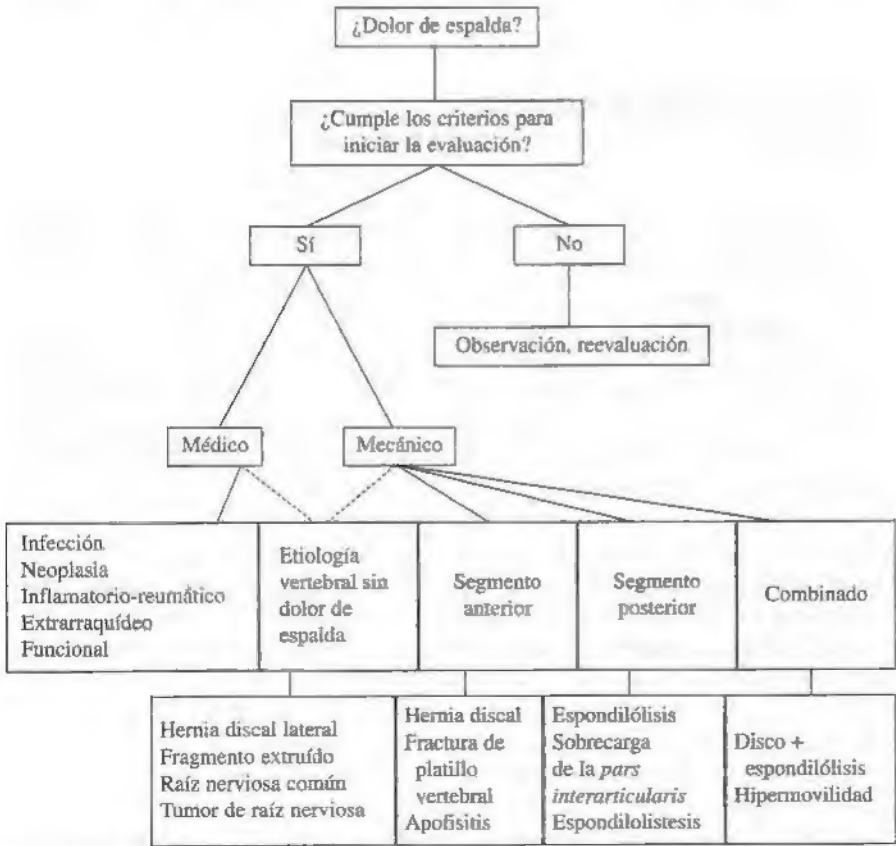 ¿Dolor de espalda?
¿Cumple los criterios para
iniciar la evaluación?
Sí
No
Observación, reevaluación
Médico
Mecánico
Infección
Neoplasia
Inflamatorio-reumático
Extrarraquídeo
Funcional
Etiología
vertebral sin
dolor de
espalda
Segmento
anterior
Segmento
posterior
Combinado
Hernia discal lateral
Fragmento extruído
Raíz nerviosa común
Tumor de raíz nerviosa
Hernia discal
Fractura de
platillo
vertebral
Apofisitis
Espondilólisis
Sobrecarga
de la pars
interarticularis
Espondilolistesis
Disco +
espondilólisis
Hipermovilidad